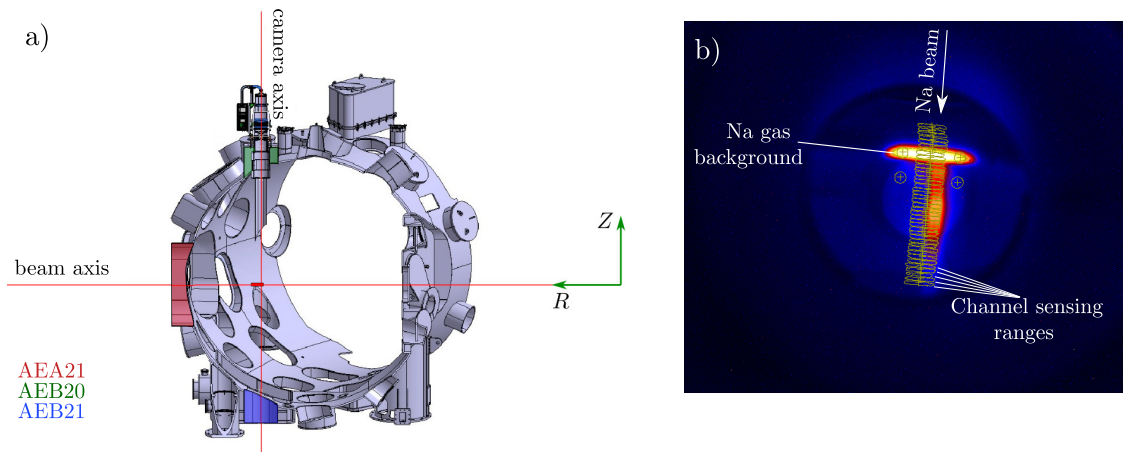 a)
camera axis
Z
beam axis
R
AEA21
AEB20
AEB21
b)
Na beam
Na gas
background
Channel sensing
ranges